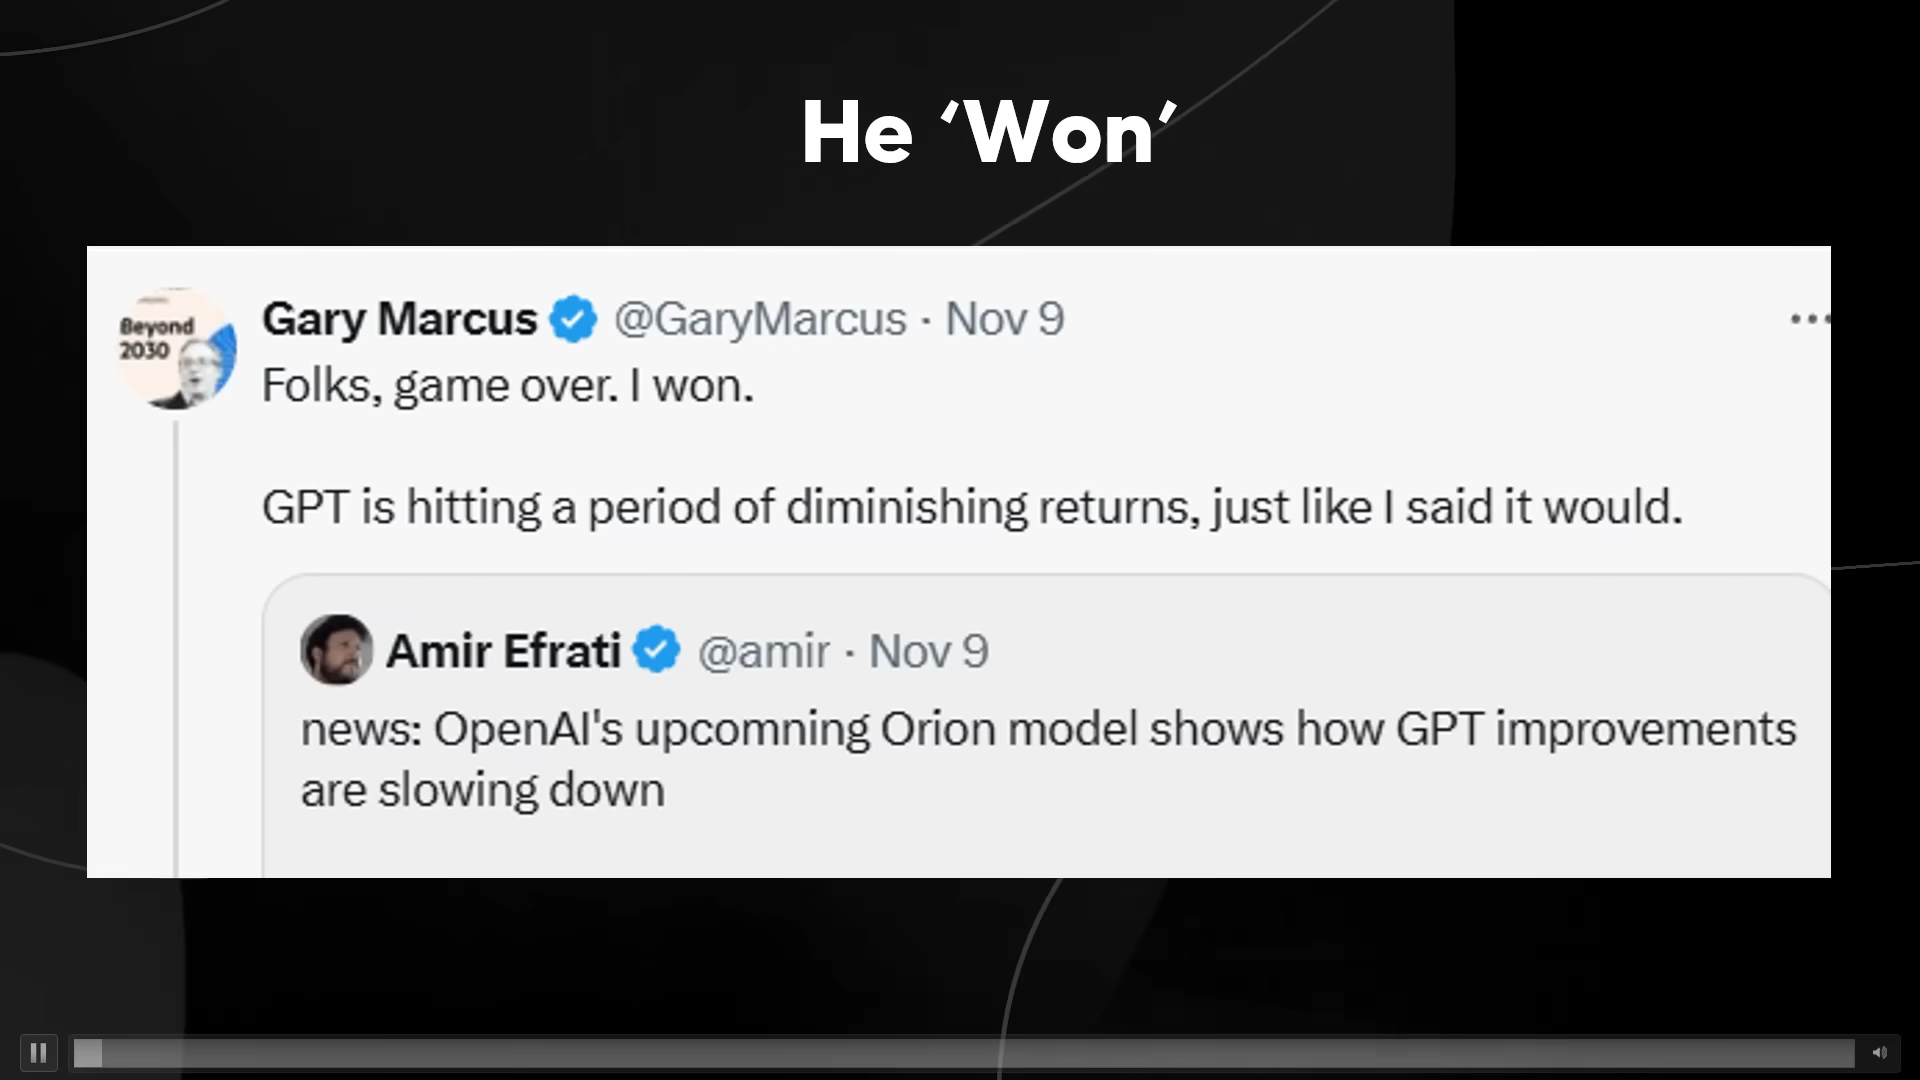 He ‘Won’
Beyond
2030
Gary Marcus @GaryMarcus · Nov 9
Folks, game over. I won.
GPT is hitting a period of diminishing returns, just like I said it would.
Amir Efrati @amir · Nov 9
news: OpenAI's upcomning Orion model shows how GPT improvements
are slowing down